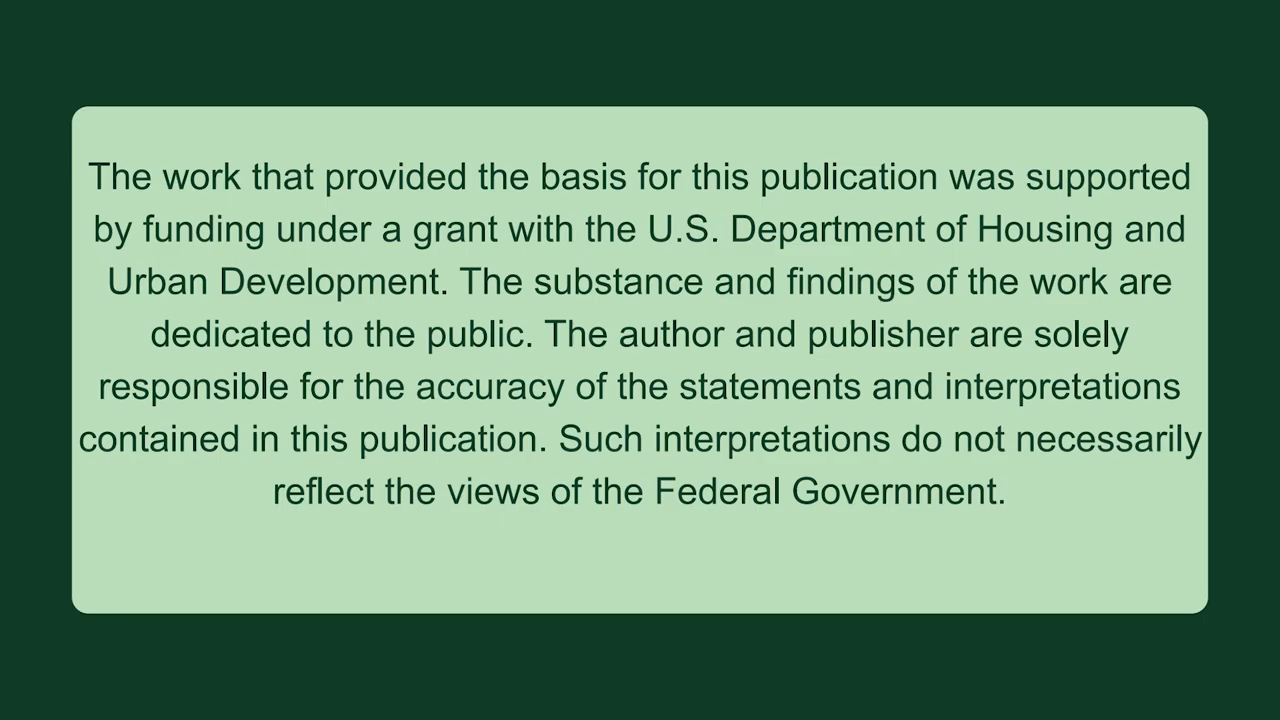 The work that provided the basis for this publication was supported
by funding under a grant with the U.S. Department of Housing and
Urban Development. The substance and findings of the work are
dedicated to the public. The author and publisher are solely
responsible for the accuracy of the statements and interpretations
contained in this publication. Such interpretations do not necessarily
reflect the views of the Federal Government.